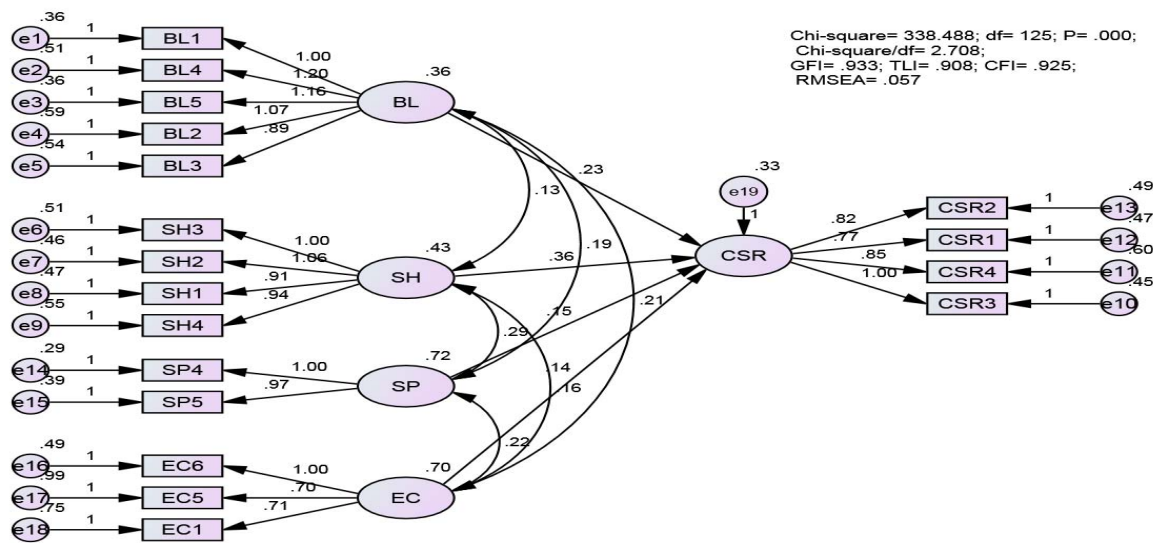 Chi-square= 338.488; df= 125; P= .000;
Chi-square/df= 2.708;
GFI= .933; TLI= .908; CFI= .925;
RMSEA= .057
.36
e1 1 BL1
.51
e2 1 BL4
.36
e3 1 BL5
.59
e4 1 BL2
.54
e5 1 BL3
1.00
1.20
1.16
1.07
.89
.36
BL
.51
e6 1 SH3
.46
e7 1 SH2
.47
e8 1 SH1
.55
e9 1 SH4
1.00
1.06
.91
.94
.43
SH
.29
e14 1 SP4
.39
e15 1 SP5
1.00
.97
.72
SP
.49
e16 1 EC6
.99
e17 1 EC5
.75
e18 1 EC1
1.00
.70
.71
.70
EC
.13
.19
.21
.29
.14
.22
.23
.36
.15
.16
.33
e19
1
CSR
.82
.77
.85
1.00
.49
CSR2 1 e13
.47
CSR1 1 e12
.60
CSR4 1 e11
.45
CSR3 1 e10